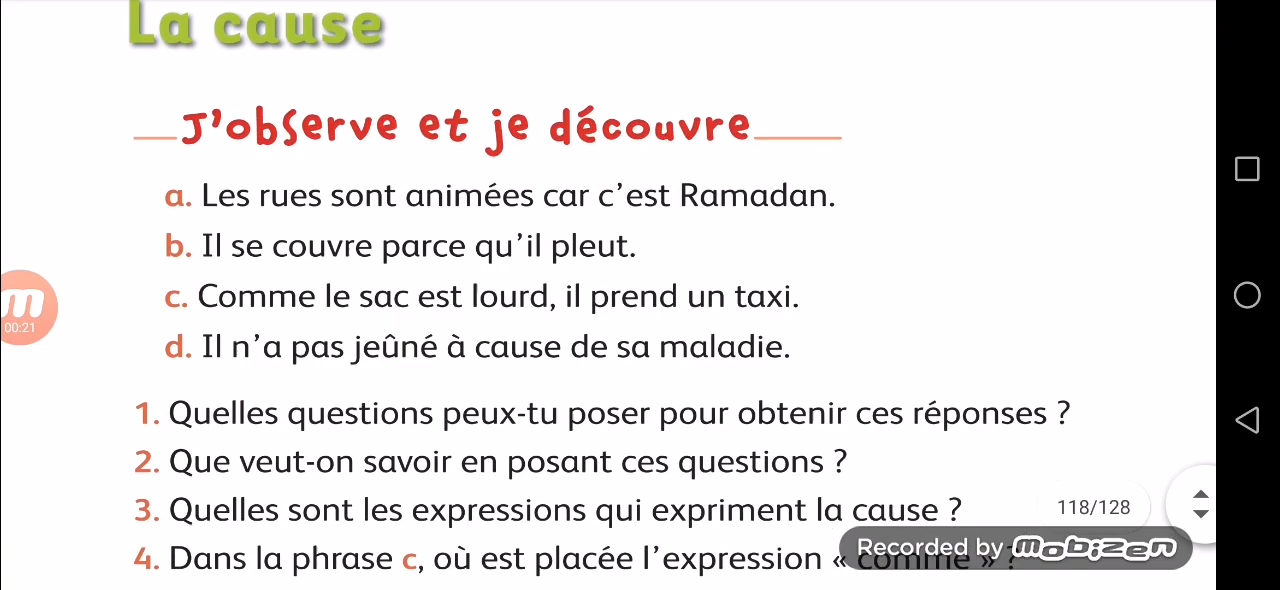 La cause
J'observe et je découvre
a. Les rues sont animées car c'est Ramadan.
b. Il se couvre parce qu'il pleut.
c. Comme le sac est lourd, il prend un taxi.
00:21
d. Il n'a pas jeûné à cause de sa maladie.
1. Quelles questions peux-tu poser pour obtenir ces réponses ?
2. Que veut-on savoir en posant ces questions ?
3. Quelles sont les expressions qui expriment la cause ?
118/128
4. Dans la phrase c, où est placée l'expression « comme » ?
Recorded by mobizen